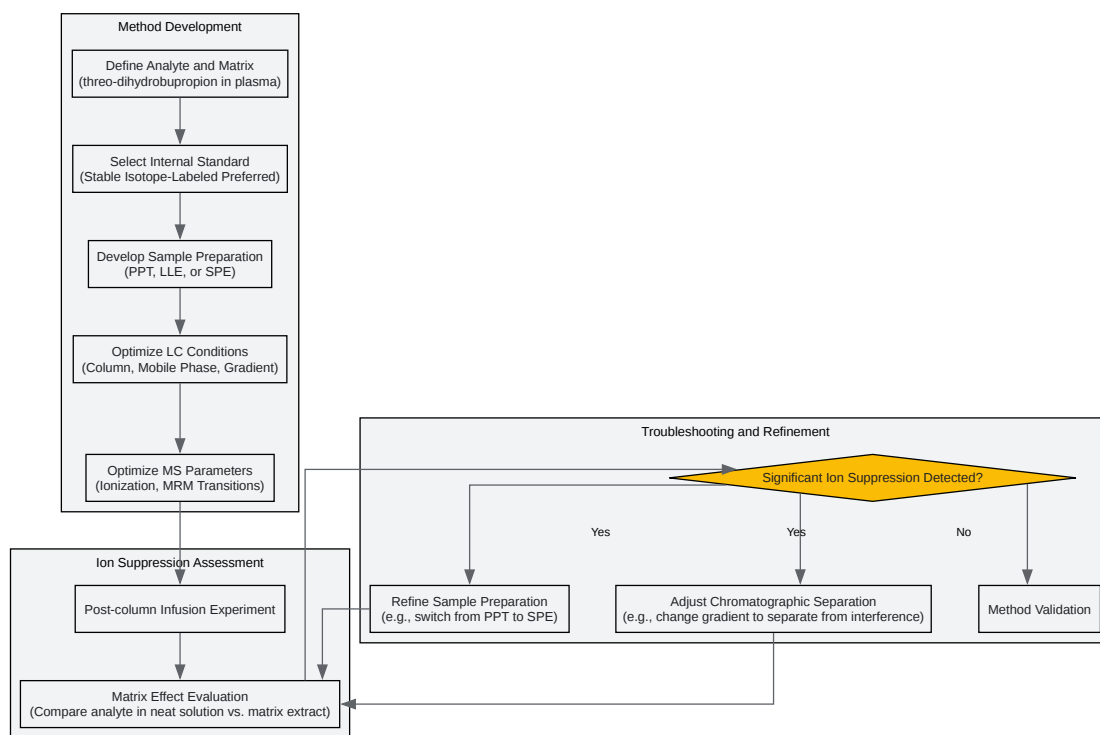 Method Development
Define Analyte and Matrix
(threo-dihydrobupropion in plasma)
Select Internal Standard
(Stable Isotope-Labeled Preferred)
Develop Sample Preparation
(PPT, LLE, or SPE)
Optimize LC Conditions
(Column, Mobile Phase, Gradient)
Optimize MS Parameters
(Ionization, MRM Transitions)
Ion Suppression Assessment
Post-column Infusion Experiment
Matrix Effect Evaluation
(Compare analyte in neat solution vs. matrix extract)
Troubleshooting and Refinement
Significant Ion Suppression Detected?
Yes
Yes
No
Refine Sample Preparation
(e.g., switch from PPT to SPE)
Adjust Chromatographic Separation
(e.g., change gradient to separate from interference)
Method Validation